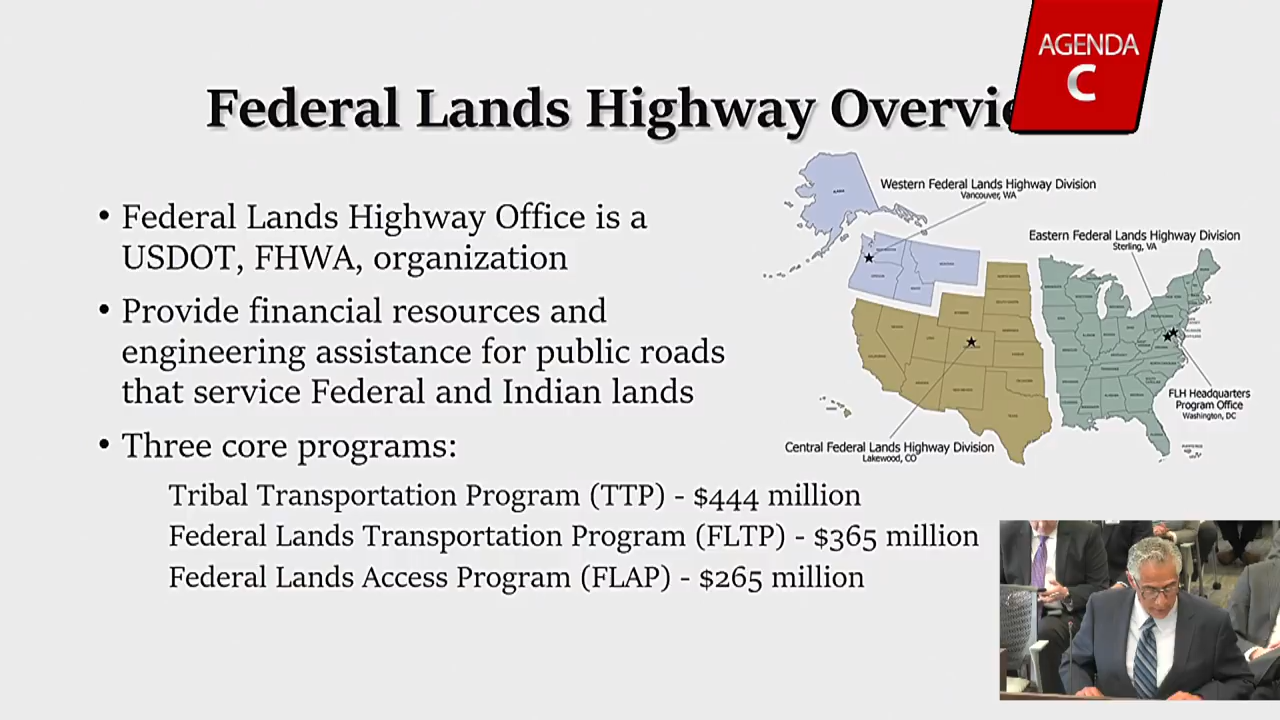 AGENDA
C
Federal Lands Highway Overvie
Western Federal Lands Highway Division
Vancouver, WA
Eastern Federal Lands Highway Division
Sterling, VA
• Federal Lands Highway Office is a
USDOT, FHWA, organization
• Provide financial resources and
engineering assistance for public roads
that service Federal and Indian lands
FLH Headquarters
Program Office
Washington, DC
• Three core programs:
Central Federal Lands Highway Division
Lakewood, CO
Tribal Transportation Program (TTP) - $444 million
Federal Lands Transportation Program (FLTP) - $365 million
Federal Lands Access Program (FLAP) - $265 million